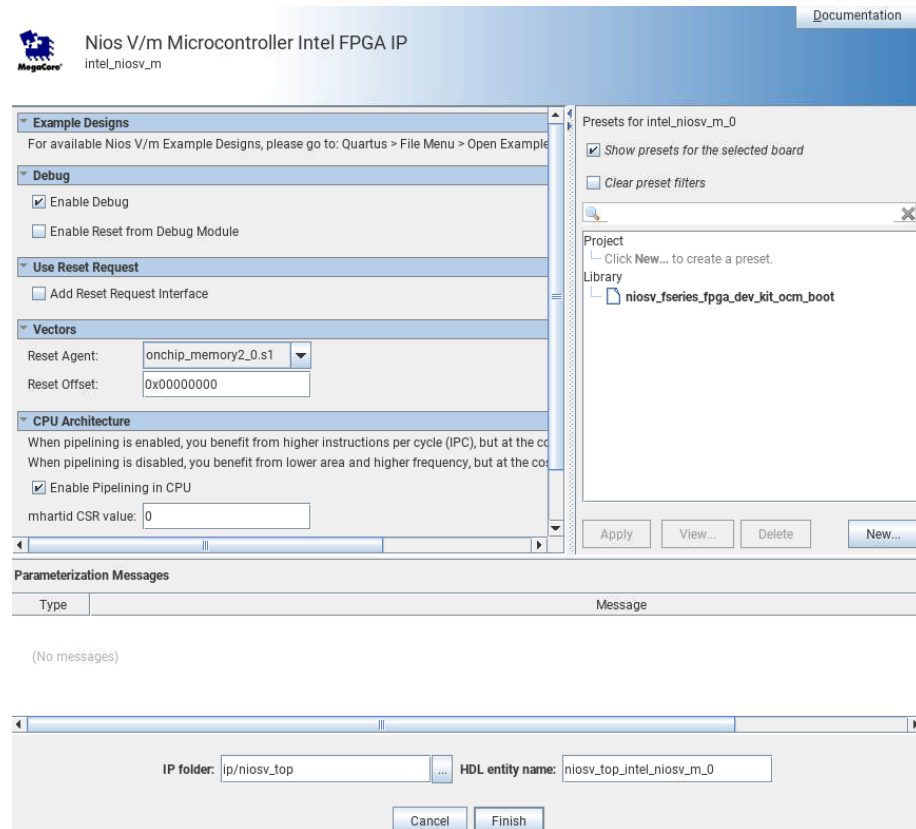 Documentation
Nios V/m Microcontroller Intel FPGA IP
intel_niosv_m
MegaCore'
Example Designs
For available Nios V/m Example Designs, please go to: Quartus > File Menu > Open Example
Debug
Enable Debug
Enable Reset from Debug Module
Use Reset Request
Add Reset Request Interface
Vectors
Reset Agent: onchip_memory2_0.s1
Reset Offset: 0x00000000
CPU Architecture
When pipelining is enabled, you benefit from higher instructions per cycle (IPC), but at the co
When pipelining is disabled, you benefit from lower area and higher frequency, but at the cos
Enable Pipelining in CPU
mhartid CSR value: 0
Presets for intel_niosv_m_0
Show presets for the selected board
Clear preset filters
Project
Click New... to create a preset.
Library
niosv_fseries_fpga_dev_kit_ocm_boot
Apply View... Delete New...
Parameterization Messages
Type Message
(No messages)
IP folder: ip/niosv_top ... HDL entity name: niosv_top_intel_niosv_m_0
Cancel Finish